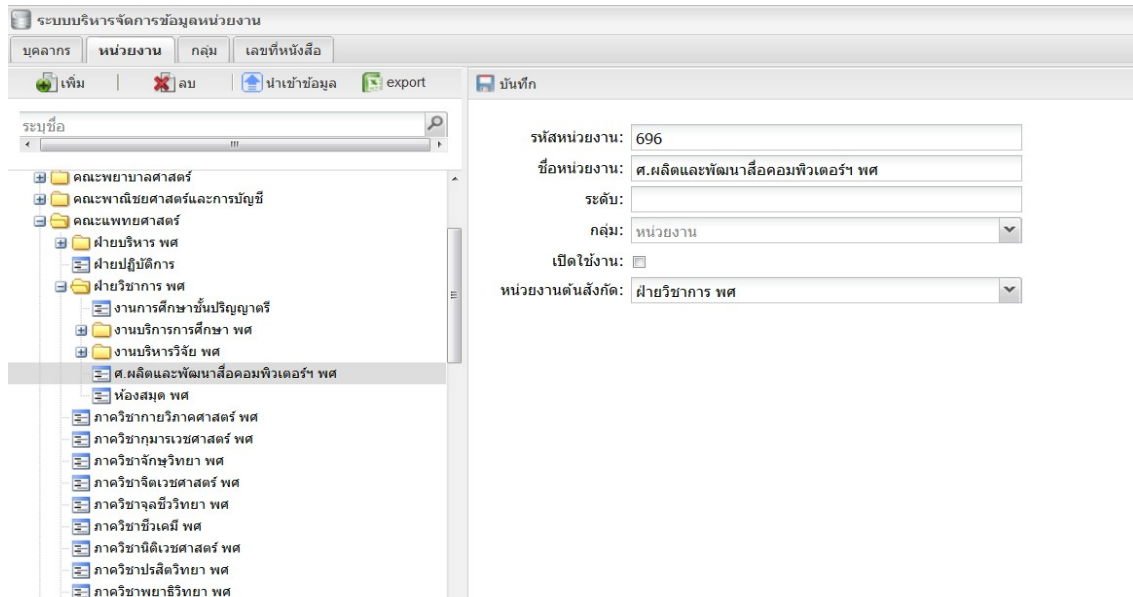 ระบบบริหารจัดการข้อมูลหน่วยงาน
บุคลากร หน่วยงาน กลุ่ม เลขที่หนังสือ
เพิ่ม ลบ นำเข้าข้อมูล export
บันทึก
ระบุชื่อ
คณะพยาบาลศาสตร์
คณะพาณิชยศาสตร์และการบัญชี
คณะแพทยศาสตร์
ฝ่ายบริหาร พศ
ฝ่ายปฏิบัติการ
ฝ่ายวิชาการ พศ
งานการศึกษาชั้นปริญญาตรี
งานบริการการศึกษา พศ
งานบริหารวิจัย พศ
ศ.ผลิตและพัฒนาสื่อคอมพิวเตอร์ฯ พศ
ห้องสมุด พศ
ภาควิชากายวิภาคศาสตร์ พศ
ภาควิชากุมารเวชศาสตร์ พศ
ภาควิชาจักษุวิทยา พศ
ภาควิชาจิตเวชศาสตร์ พศ
ภาควิชาจุลชีววิทยา พศ
ภาควิชาชีวเคมี พศ
ภาควิชานิติเวชศาสตร์ พศ
ภาควิชาปรสิตวิทยา พศ
ภาควิชาพยาธิวิทยา พศ
รหัสหน่วยงาน: 696
ชื่อหน่วยงาน: ศ.ผลิตและพัฒนาสื่อคอมพิวเตอร์ฯ พศ
ระดับ:
กลุ่ม: หน่วยงาน
เปิดใช้งาน:
หน่วยงานต้นสังกัด: ฝ่ายวิชาการ พศ